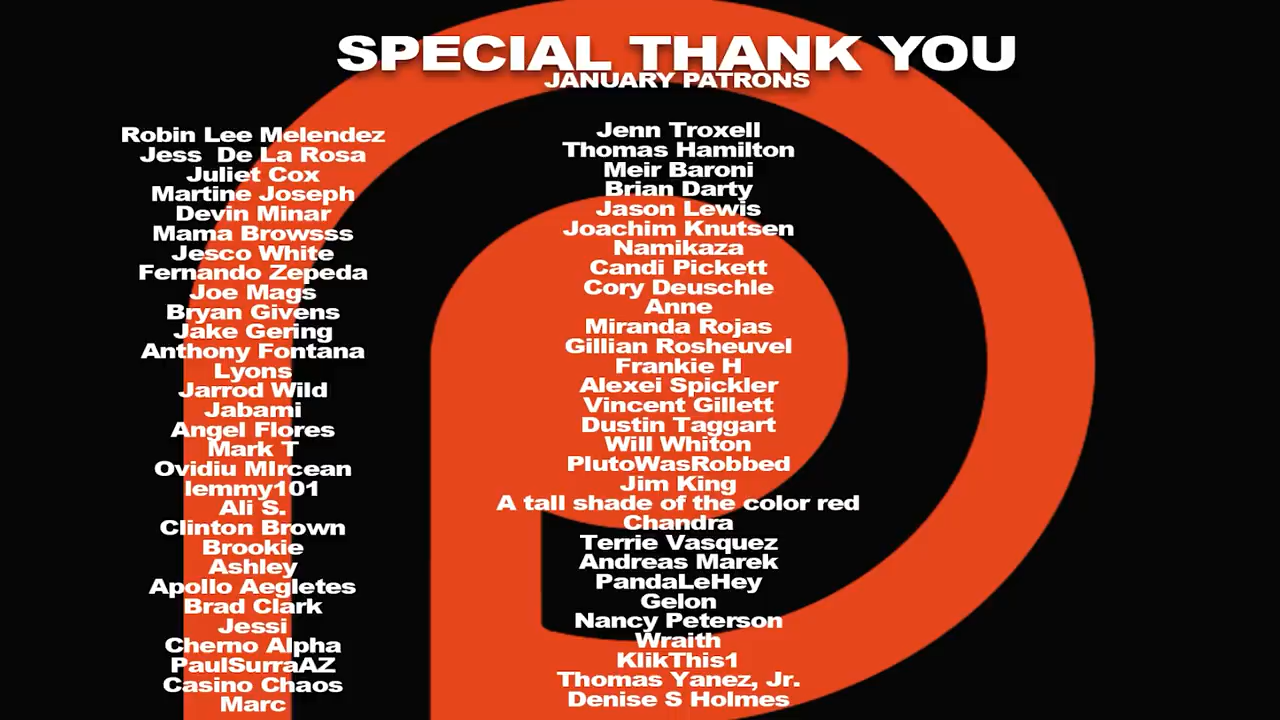 SPECIAL THANK YOU
JANUARY PATRONS
Robin Lee Melendez
Jess  De La Rosa
Juliet Cox
Martine Joseph
Devin Minar
Mama Browsss
Jesco White
Fernando Zepeda
Joe Mags
Bryan Givens
Jake Gering
Anthony Fontana
Lyons
Jarrod Wild
Jabami
Angel Flores
Mark T
Ovidiu MIrcean
lemmy101
Ali S.
Clinton Brown
Brookie
Ashley
Apollo Aegletes
Brad Clark
Jessi
Cherno Alpha
PaulSurraAZ
Casino Chaos
Marc
Jenn Troxell
Thomas Hamilton
Meir Baroni
Brian Darty
Jason Lewis
Joachim Knutsen
Namikaza
Candi Pickett
Cory Deuschle
Anne
Miranda Rojas
Gillian Rosheuvel
Frankie H
Alexei Spickler
Vincent Gillett
Dustin Taggart
Will Whiton
PlutoWasRobbed
Jim King
A tall shade of the color red
Chandra
Terrie Vasquez
Andreas Marek
PandaLeHey
Gelon
Nancy Peterson
Wraith
KlikThis1
Thomas Yanez, Jr.
Denise S Holmes